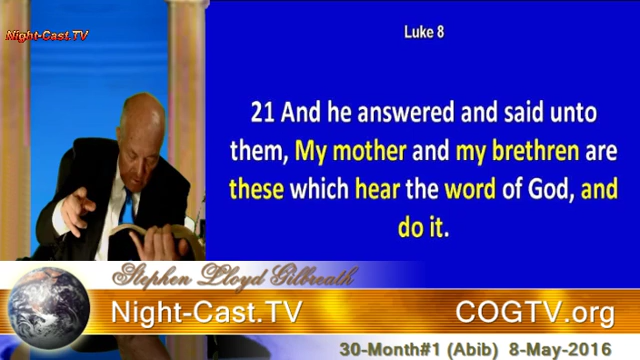 Night-Cast.TV
Luke 8
21 And he answered and said unto
them, My mother and my brethren are
these which hear the word of God, and
do it.
Stephen Lloyd Gilbreath
Night-Cast.TV
COGTV.org
30-Month#1 (Abib) 8-May-2016